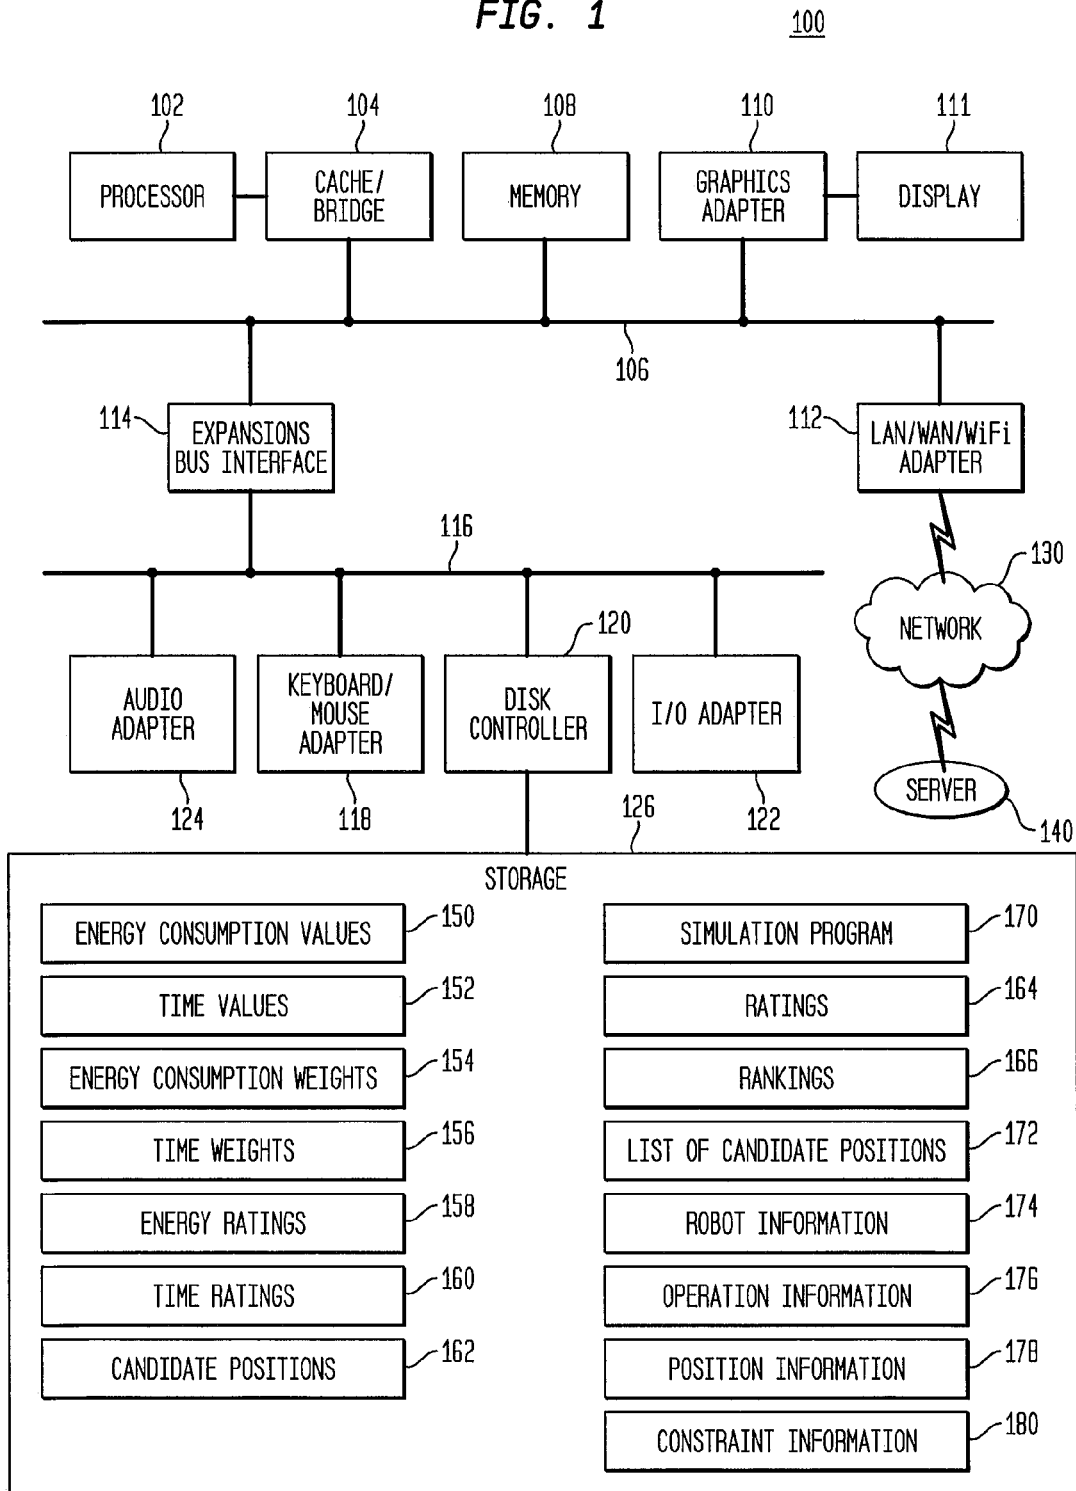 FIG. 1
100
102
104
108
110
111
PROCESSOR
CACHE/
BRIDGE
MEMORY
GRAPHICS
ADAPTER
DISPLAY
106
114
EXPANSIONS
BUS INTERFACE
112
LAN/WAN/WiFi
ADAPTER
116
130
NETWORK
120
AUDIO
ADAPTER
KEYBOARD/
MOUSE
ADAPTER
DISK
CONTROLLER
I/O ADAPTER
SERVER
124
118
126
122
140
STORAGE
ENERGY CONSUMPTION VALUES
150
TIME VALUES
152
ENERGY CONSUMPTION WEIGHTS
154
TIME WEIGHTS
156
ENERGY RATINGS
158
TIME RATINGS
160
CANDIDATE POSITIONS
162
SIMULATION PROGRAM
170
RATINGS
164
RANKINGS
166
LIST OF CANDIDATE POSITIONS
172
ROBOT INFORMATION
174
OPERATION INFORMATION
176
POSITION INFORMATION
178
CONSTRAINT INFORMATION
180